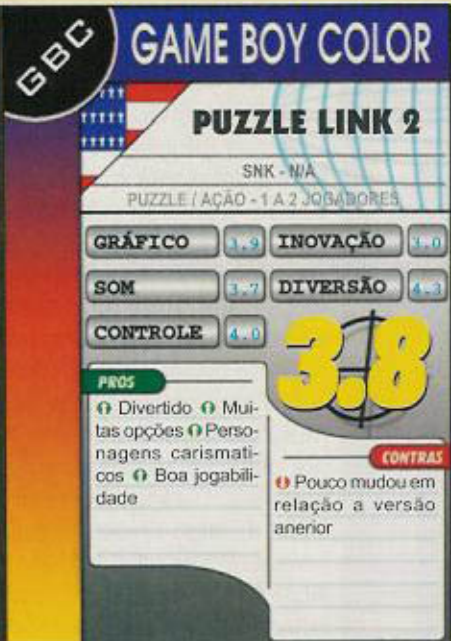 GBC
GAME BOY COLOR
PUZZLE LINK 2
SNK - N/A
PUZZLE / AÇÃO - 1 A 2 JOGADORES
GRÁFICO 3.9 INOVAÇÃO 3.0
SOM 3.7 DIVERSÃO 4.3
CONTROLE 4.0
3.8
PROS
Divertido Mui-
tas opções Perso-
nagens carismati-
cos Boa jogabili-
dade
CONTRAS
Pouco mudou em
relação a versão
anerior